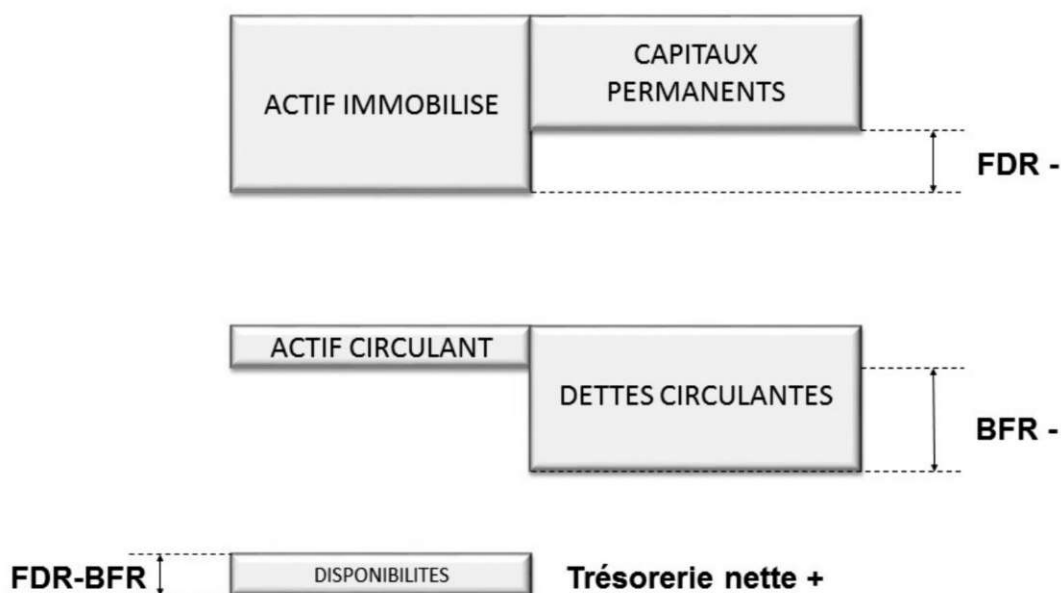 ACTIF IMMOBILISE
CAPITAUX
PERMANENTS
FDR -
ACTIF CIRCULANT
DETTES CIRCULANTES
BFR -
FDR-BFR
DISPONIBILITES
Trésorerie nette +